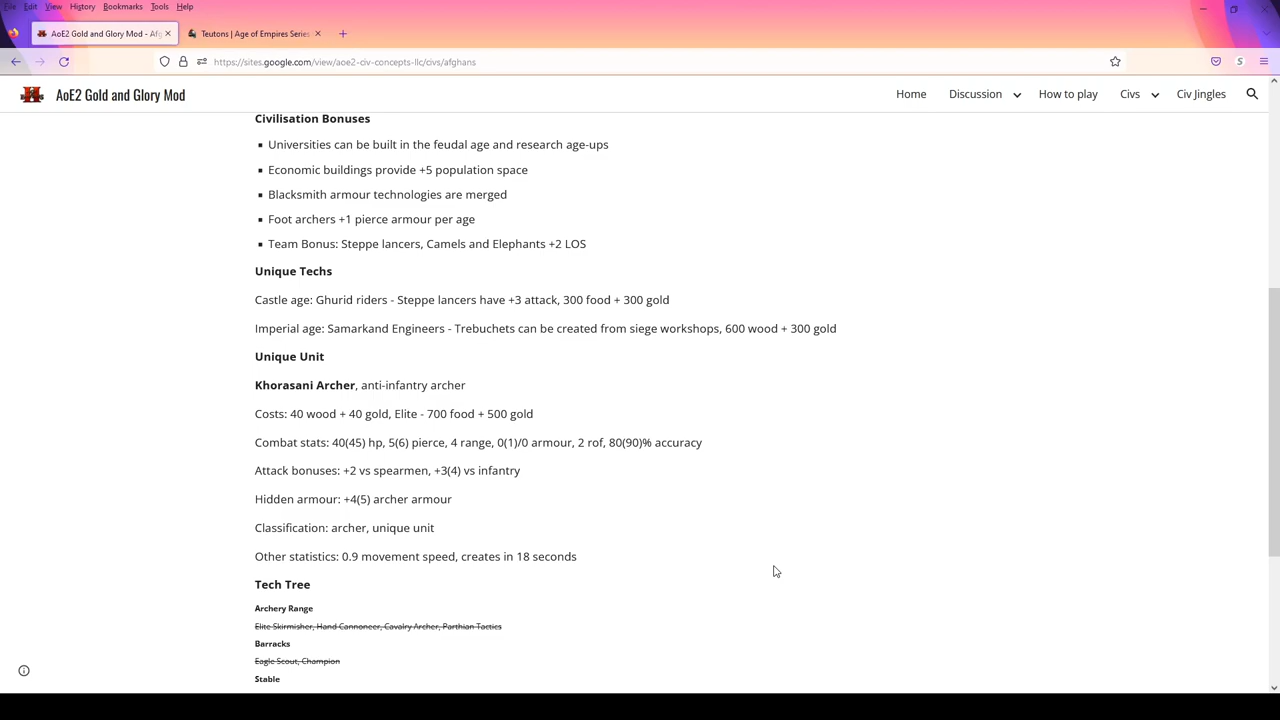 File Edit View History Bookmarks Tools Help
AoE2 Gold and Glory Mod - Afg
Teutons | Age of Empires Series
https://sites.google.com/view/aoe2-civ-concepts-llc/civs/afghans
AoE2 Gold and Glory Mod
Home Discussion How to play Civs Civ Jingles
Civilisation Bonuses
Universities can be built in the feudal age and research age-ups
Economic buildings provide +5 population space
Blacksmith armour technologies are merged
Foot archers +1 pierce armour per age
Team Bonus: Steppe lancers, Camels and Elephants +2 LOS
Unique Techs
Castle age: Ghurid riders - Steppe lancers have +3 attack, 300 food + 300 gold
Imperial age: Samarkand Engineers - Trebuchets can be created from siege workshops, 600 wood + 300 gold
Unique Unit
Khorasani Archer, anti-infantry archer
Costs: 40 wood + 40 gold, Elite - 700 food + 500 gold
Combat stats: 40(45) hp, 5(6) pierce, 4 range, 0(1)/0 armour, 2 rof, 80(90)% accuracy
Attack bonuses: +2 vs spearmen, +3(4) vs infantry
Hidden armour: +4(5) archer armour
Classification: archer, unique unit
Other statistics: 0.9 movement speed, creates in 18 seconds
Tech Tree
Archery Range
Elite Skirmisher, Hand Cannoneer, Cavalry Archer, Parthian Tactics
Barracks
Eagle Scout, Champion
Stable